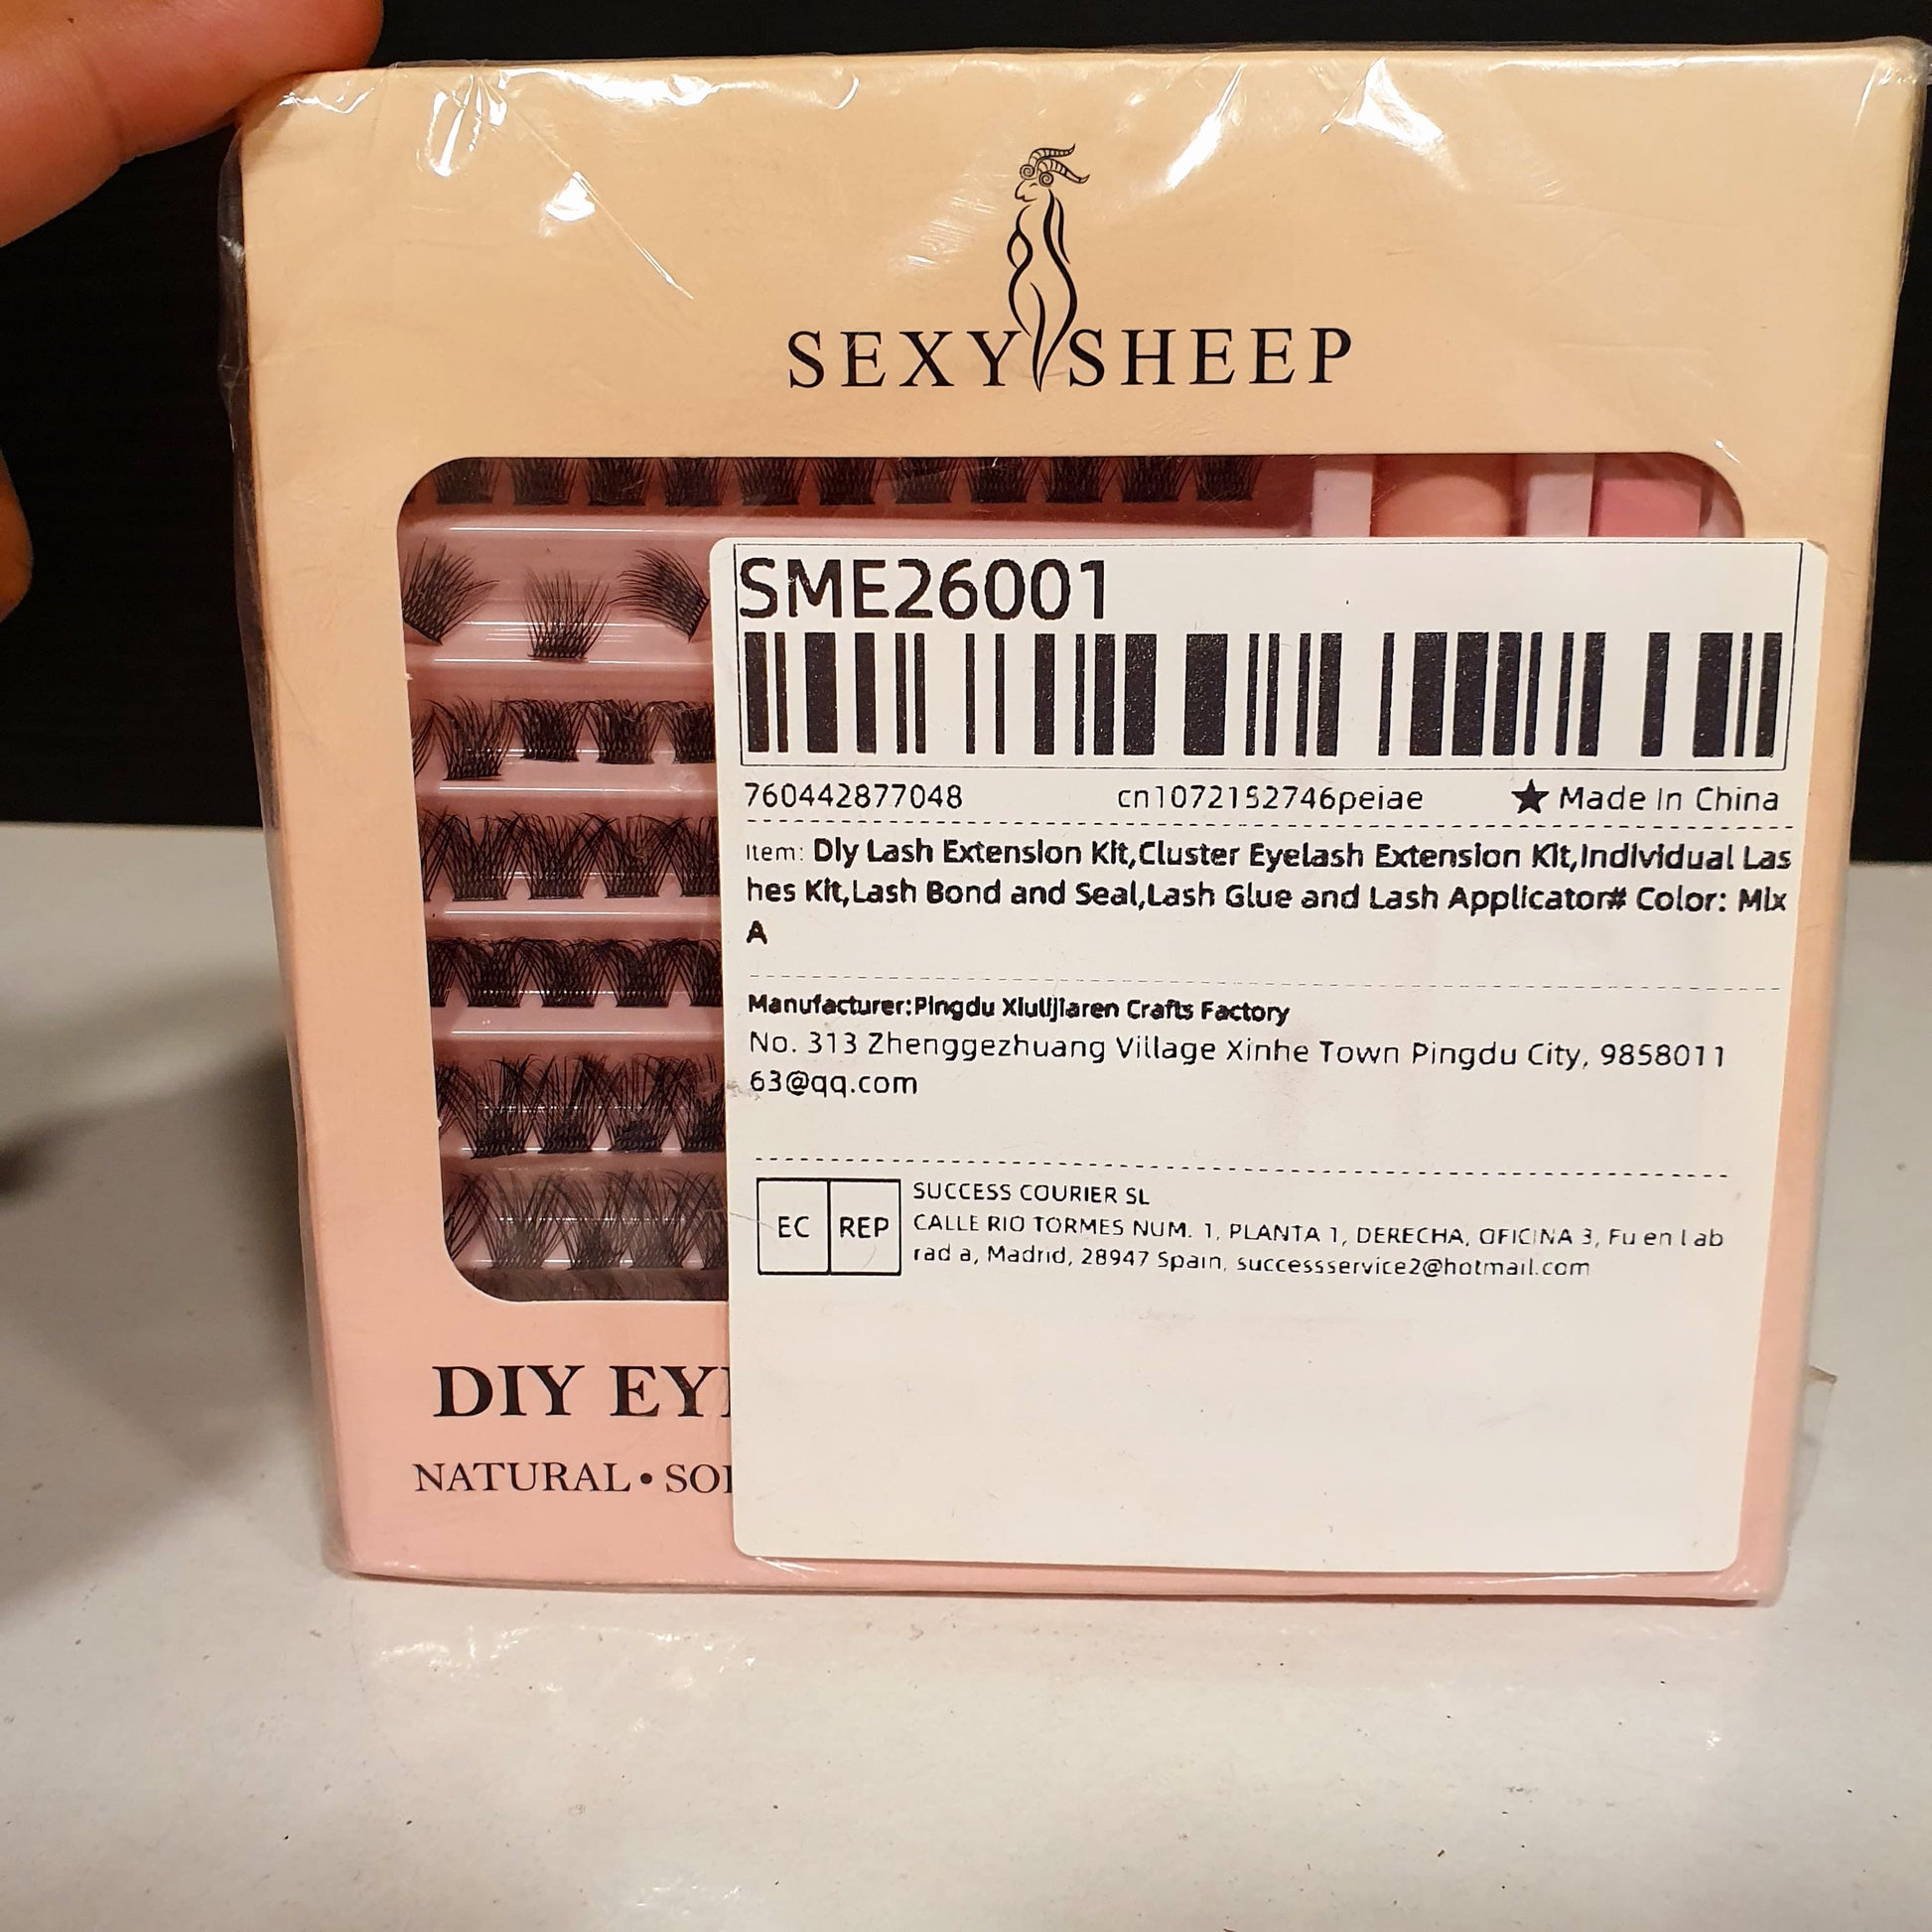 SEXY SHEEP
SME26001
760442877048 cn1072152746peiae ★ Made In China
Item: Diy Lash Extension Kit,Cluster Eyelash Extension Kit,Individual Las
hes Kit,Lash Bond and Seal,Lash Glue and Lash Applicator# Color: Mix
A
Manufacturer:Pingdu Xiulijiaren Crafts Factory
No. 313 Zhenggezhuang Village Xinhe Town Pingdu City, 9858011
63@qq.com
EC REP
SUCCESS COURIER SL
CALLE RIO TORMES NUM. 1, PLANTA 1, DERECHA, OFICINA 3, Fu en l ab
rad a, Madrid, 28947 Spain, successservice2@hotmail.com
DIY EY
NATURAL • SO